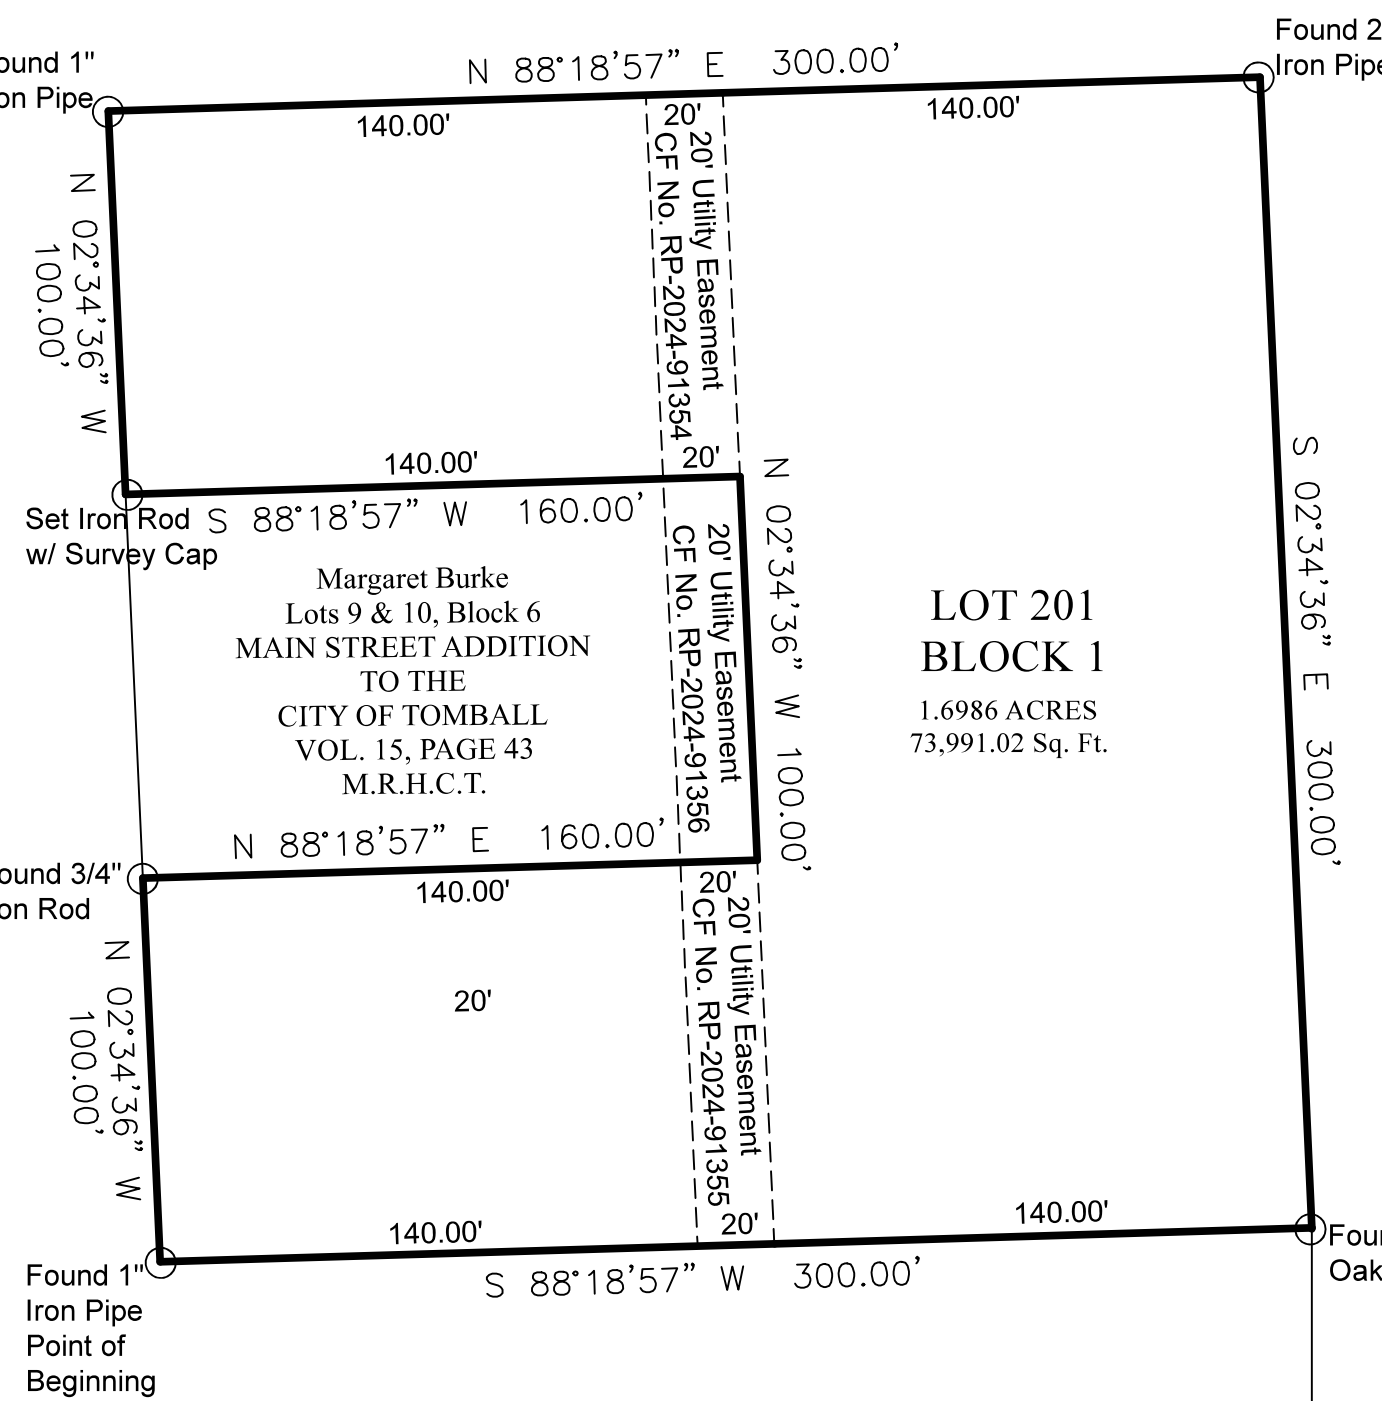 Found 2
Iron Pipe
ound 1"
on Pipe
N 88°18'57" E 300.00'
140.00'
20'
140.00'
20' Utility Easement
CF No. RP-2024-91354
N 02°34'36" W
100.00'
140.00'
20'
Set Iron Rod
w/ Survey Cap
S 88°18'57" W 160.00'
N 02°34'36" W 100.00'
S 02°34'36" E 300.00'
Margaret Burke
Lots 9 & 10, Block 6
MAIN STREET ADDITION
TO THE
CITY OF TOMBALL
VOL. 15, PAGE 43
M.R.H.C.T.
20' Utility Easement
CF No. RP-2024-91356
LOT 201
BLOCK 1
1.6986 ACRES
73,991.02 Sq. Ft.
N 88°18'57" E 160.00'
ound 3/4"
on Rod
140.00'
20'
20' Utility Easement
CF No. RP-2024-91355
N 02°34'36" W
100.00'
20'
140.00'
20'
140.00'
S 88°18'57" W 300.00'
Found 1"
Iron Pipe
Point of
Beginning
Four
Oak